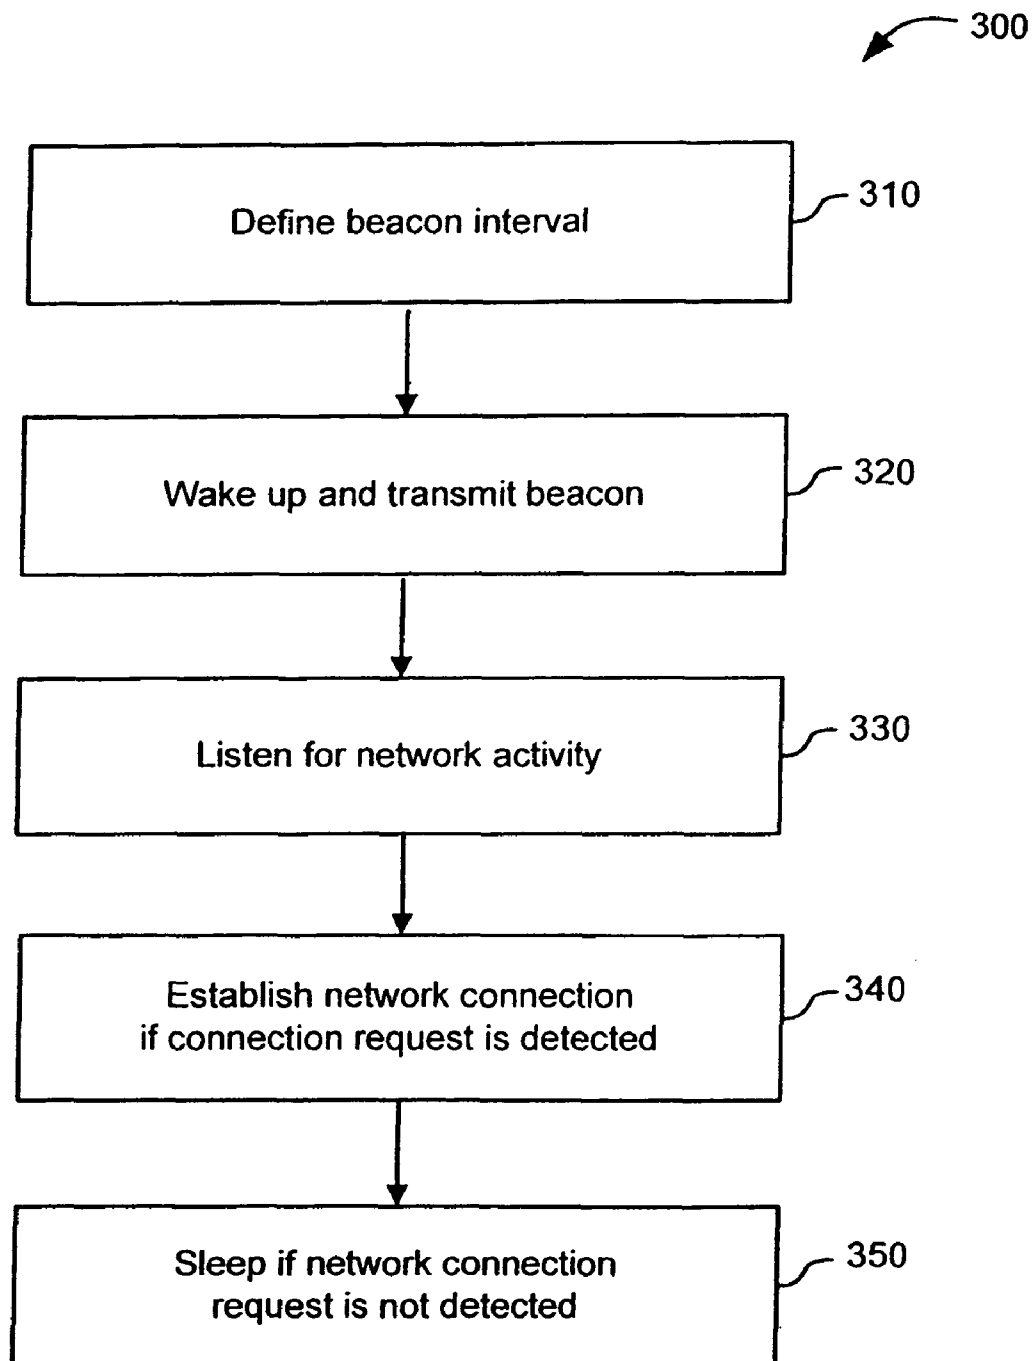 300
Define beacon interval
310
Wake up and transmit beacon
320
Listen for network activity
330
Establish network connection
if connection request is detected
340
Sleep if network connection
request is not detected
350